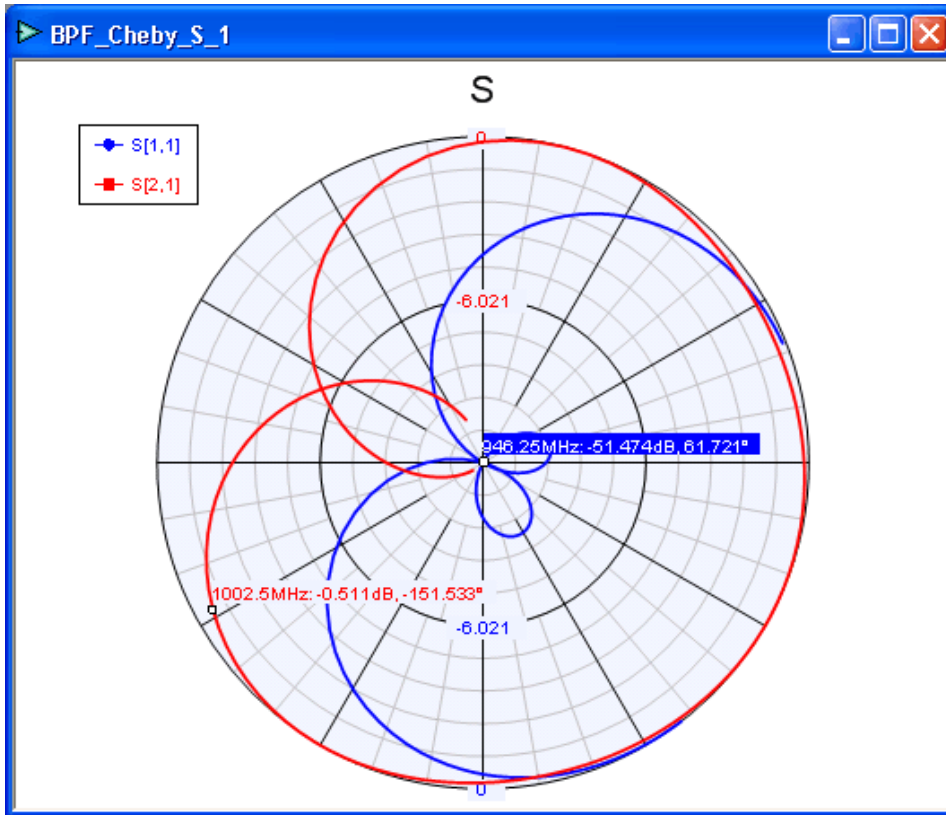 BPF_Cheby_S_1
S
S[1,1]
S[2,1]
0
-6.021
946.25MHz: -51.474dB, 61.721°
1002.5MHz: -0.511dB, -151.533°
-6.021
0